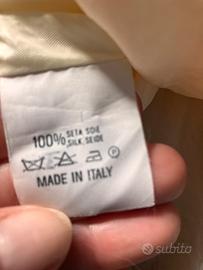 100% SETA SOIE
SILK. SEIDE
P
MADE IN ITALY
subito